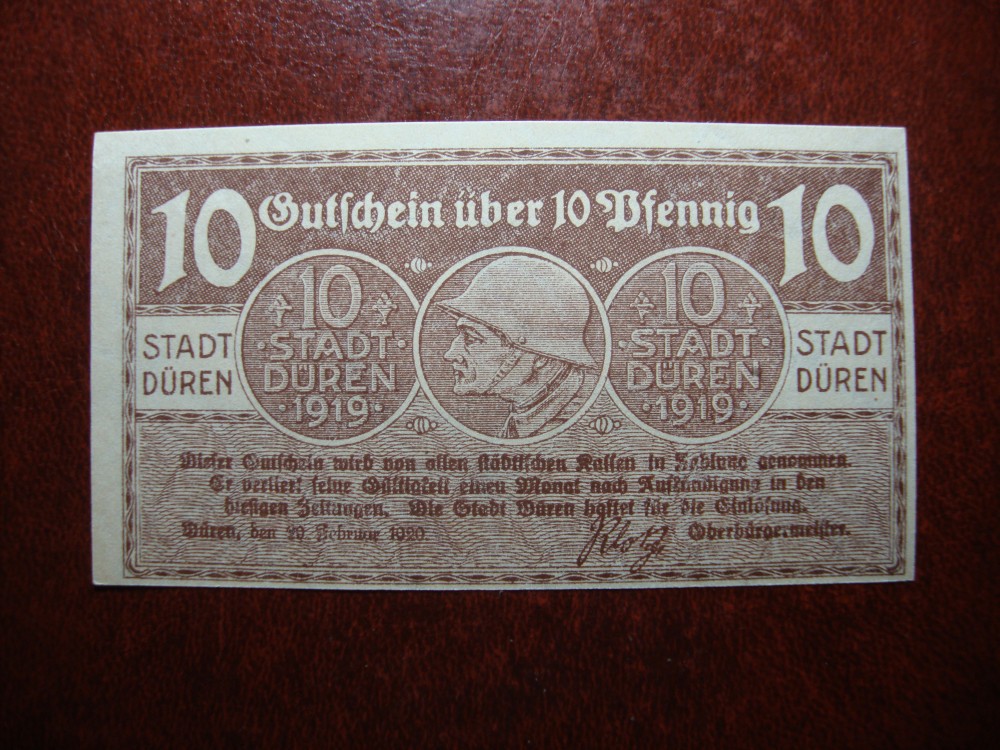 10 Gutschein über 10 Pfennig 10
STADT DÜREN
10 STADT DÜREN 1919
10 STADT DÜREN 1919
STADT DÜREN
Dieser Gutschein wird von allen städtischen Kassen in Zahlung genommen.
Er verliert seine Gültigkeit einen Monat nach Aufkündigung in den
hiesigen Zeitungen. Die Stadt Düren haftet für die Einlösung.
Düren, den 29. Februar 1920. Klotz Oberbürgermeister.